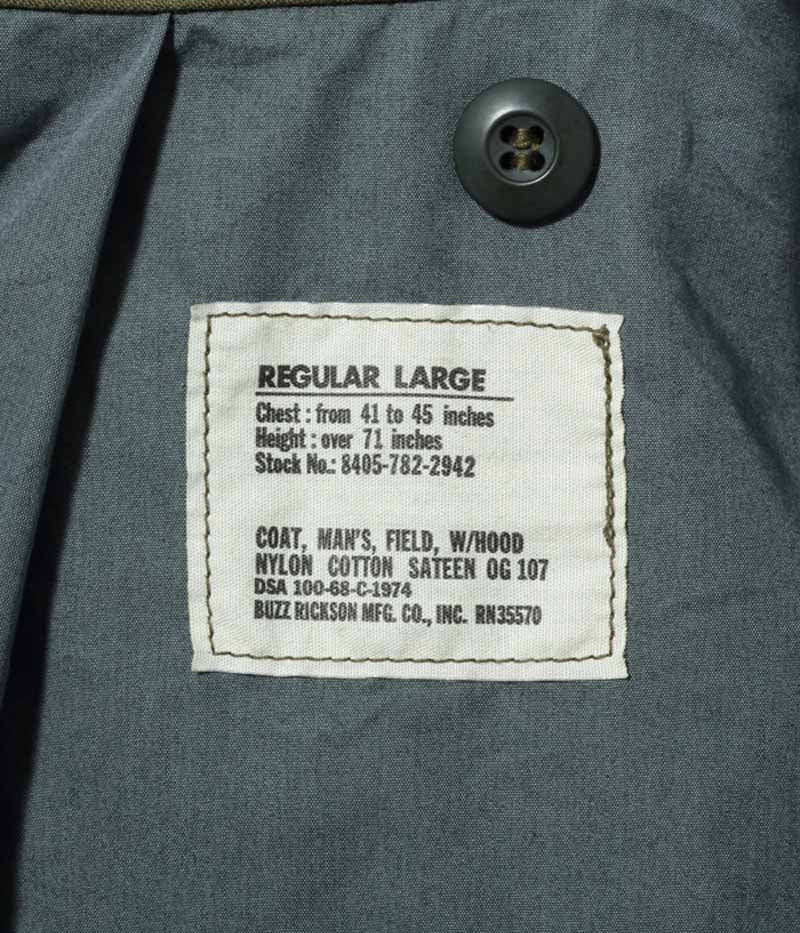 REGULAR LARGE
Chest : from 41 to 45 inches
Height : over 71 inches
Stock No.: 8405-782-2942
COAT, MAN'S, FIELD, W/HOOD
NYLON COTTON SATEEN OG 107
DSA 100-68-C-1974
BUZZ RICKSON MFG. CO., INC. RN35570